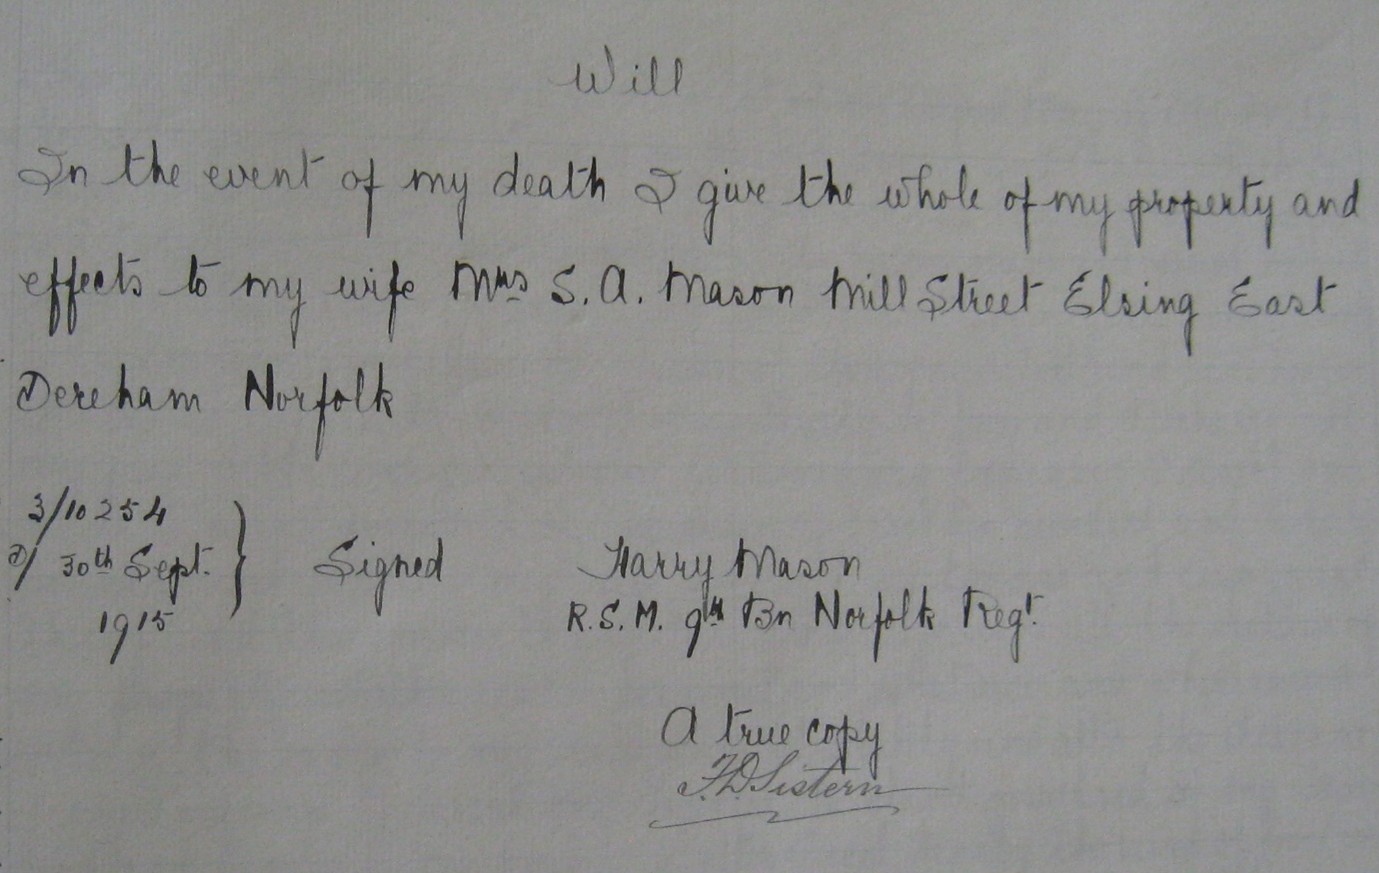 Will
In the event of my death I give the whole of my property and
effects to my wife Mrs S. A. Mason Mill Street Elsing East
Dereham Norfolk
3/10254
D/ 30th Sept. } Signed Harry Mason
1915 R.S.M. 9th Bn Norfolk Regt.
A true copy